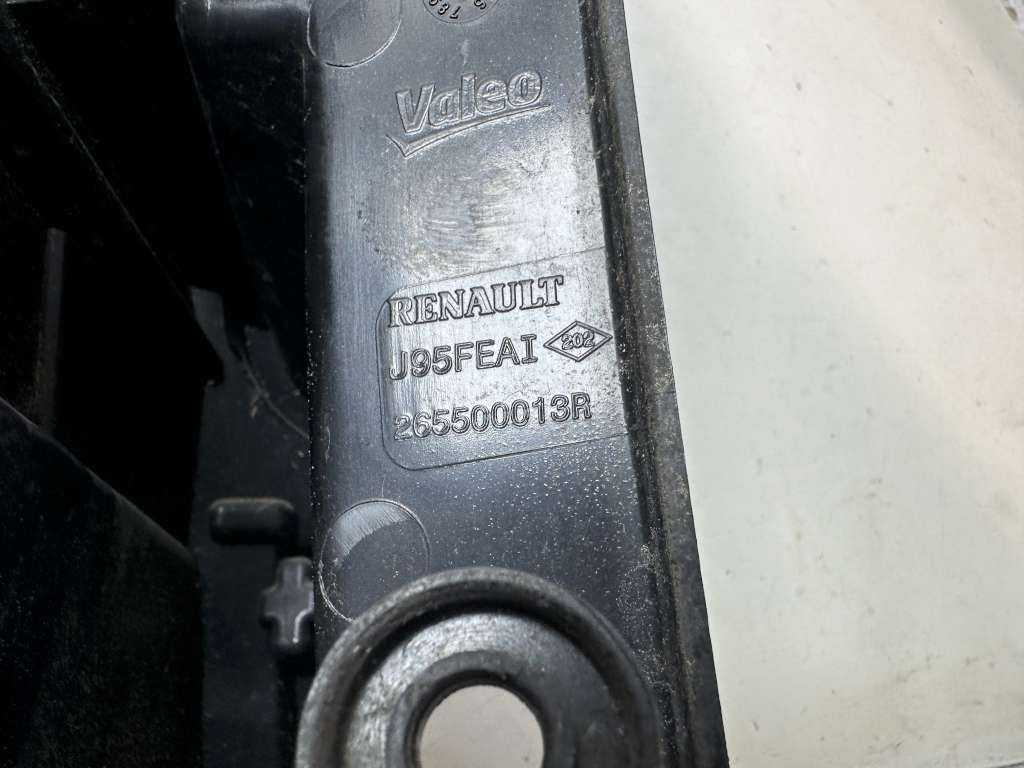 Valeo
RENAULT
J95FEAI 202
265500013R